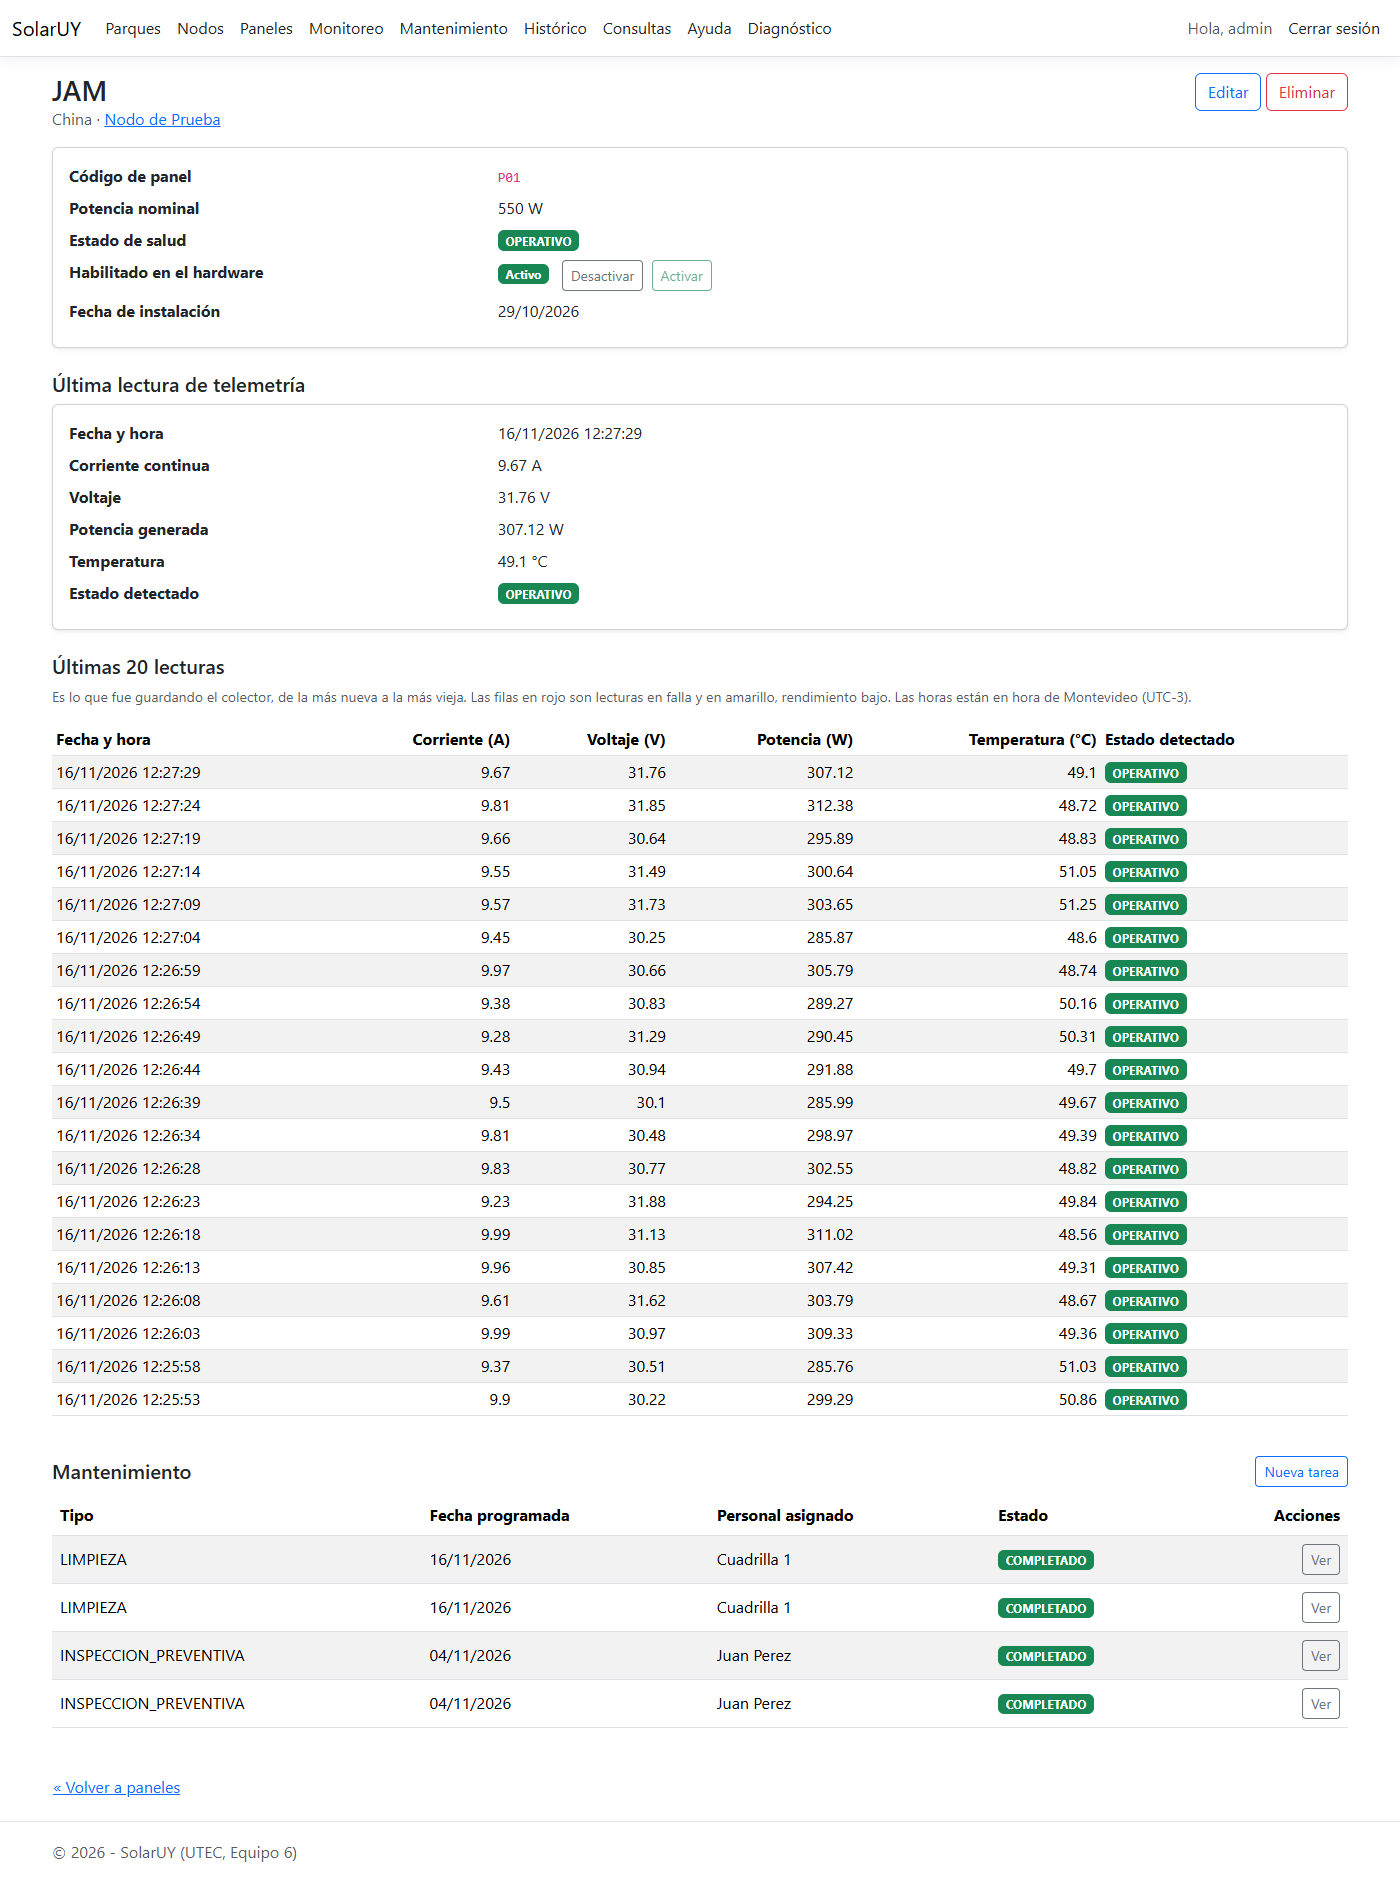 SolarUY Parques Nodos Paneles Monitoreo Mantenimiento Histórico Consultas Ayuda Diagnóstico Hola, admin Cerrar sesión
JAM Editar Eliminar
China · Nodo de Prueba
Código de panel P01
Potencia nominal 550 W
Estado de salud OPERATIVO
Habilitado en el hardware Activo Desactivar Activar
Fecha de instalación 29/10/2026
Última lectura de telemetría
Fecha y hora 16/11/2026 12:27:29
Corriente continua 9.67 A
Voltaje 31.76 V
Potencia generada 307.12 W
Temperatura 49.1 °C
Estado detectado OPERATIVO
Últimas 20 lecturas
Es lo que fue guardando el colector, de la más nueva a la más vieja. Las filas en rojo son lecturas en falla y en amarillo, rendimiento bajo. Las horas están en hora de Montevideo (UTC-3).
Fecha y hora Corriente (A) Voltaje (V) Potencia (W) Temperatura (°C) Estado detectado
16/11/2026 12:27:29 9.67 31.76 307.12 49.1 OPERATIVO
16/11/2026 12:27:24 9.81 31.85 312.38 48.72 OPERATIVO
16/11/2026 12:27:19 9.66 30.64 295.89 48.83 OPERATIVO
16/11/2026 12:27:14 9.55 31.49 300.64 51.05 OPERATIVO
16/11/2026 12:27:09 9.57 31.73 303.65 51.25 OPERATIVO
16/11/2026 12:27:04 9.45 30.25 285.87 48.6 OPERATIVO
16/11/2026 12:26:59 9.97 30.66 305.79 48.74 OPERATIVO
16/11/2026 12:26:54 9.38 30.83 289.27 50.16 OPERATIVO
16/11/2026 12:26:49 9.28 31.29 290.45 50.31 OPERATIVO
16/11/2026 12:26:44 9.43 30.94 291.88 49.7 OPERATIVO
16/11/2026 12:26:39 9.5 30.1 285.99 49.67 OPERATIVO
16/11/2026 12:26:34 9.81 30.48 298.97 49.39 OPERATIVO
16/11/2026 12:26:28 9.83 30.77 302.55 48.82 OPERATIVO
16/11/2026 12:26:23 9.23 31.88 294.25 49.84 OPERATIVO
16/11/2026 12:26:18 9.99 31.13 311.02 48.56 OPERATIVO
16/11/2026 12:26:13 9.96 30.85 307.42 49.31 OPERATIVO
16/11/2026 12:26:08 9.61 31.62 303.79 48.67 OPERATIVO
16/11/2026 12:26:03 9.99 30.97 309.33 49.36 OPERATIVO
16/11/2026 12:25:58 9.37 30.51 285.76 51.03 OPERATIVO
16/11/2026 12:25:53 9.9 30.22 299.29 50.86 OPERATIVO
Mantenimiento Nueva tarea
Tipo Fecha programada Personal asignado Estado Acciones
LIMPIEZA 16/11/2026 Cuadrilla 1 COMPLETADO Ver
LIMPIEZA 16/11/2026 Cuadrilla 1 COMPLETADO Ver
INSPECCION_PREVENTIVA 04/11/2026 Juan Perez COMPLETADO Ver
INSPECCION_PREVENTIVA 04/11/2026 Juan Perez COMPLETADO Ver
« Volver a paneles
© 2026 - SolarUY (UTEC, Equipo 6)